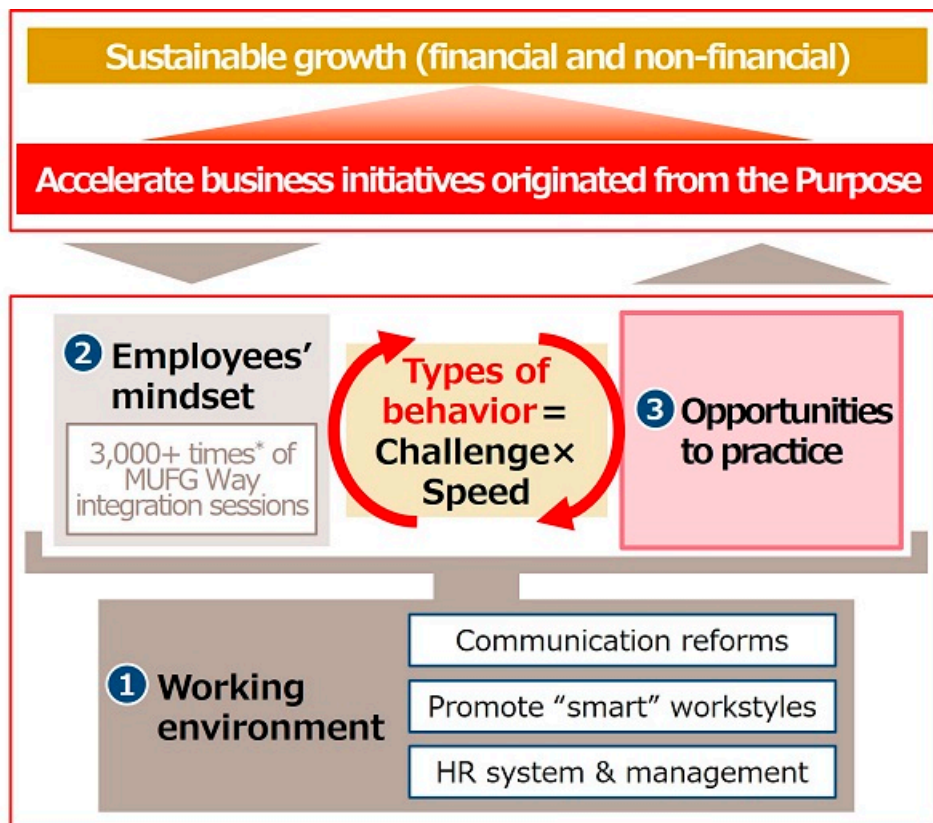 Sustainable growth (financial and non-financial)
Accelerate business initiatives originated from the Purpose
2 Employees’
mindset
3,000+ times* of
MUFG Way
integration sessions
Types of
behavior=
Challenge×
Speed
3 Opportunities
to practice
1 Working
environment
Communication reforms
Promote “smart” workstyles
HR system & management